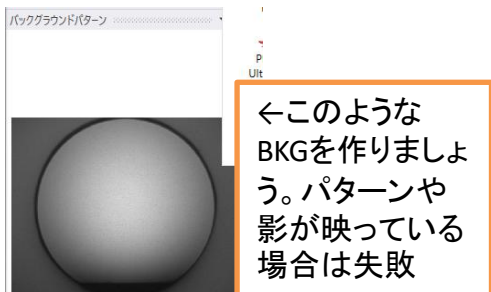 バックグラウンドパターン
P
Ult
←このような
BKGを作りましょ
う。パターンや
影が映っている
場合は失敗